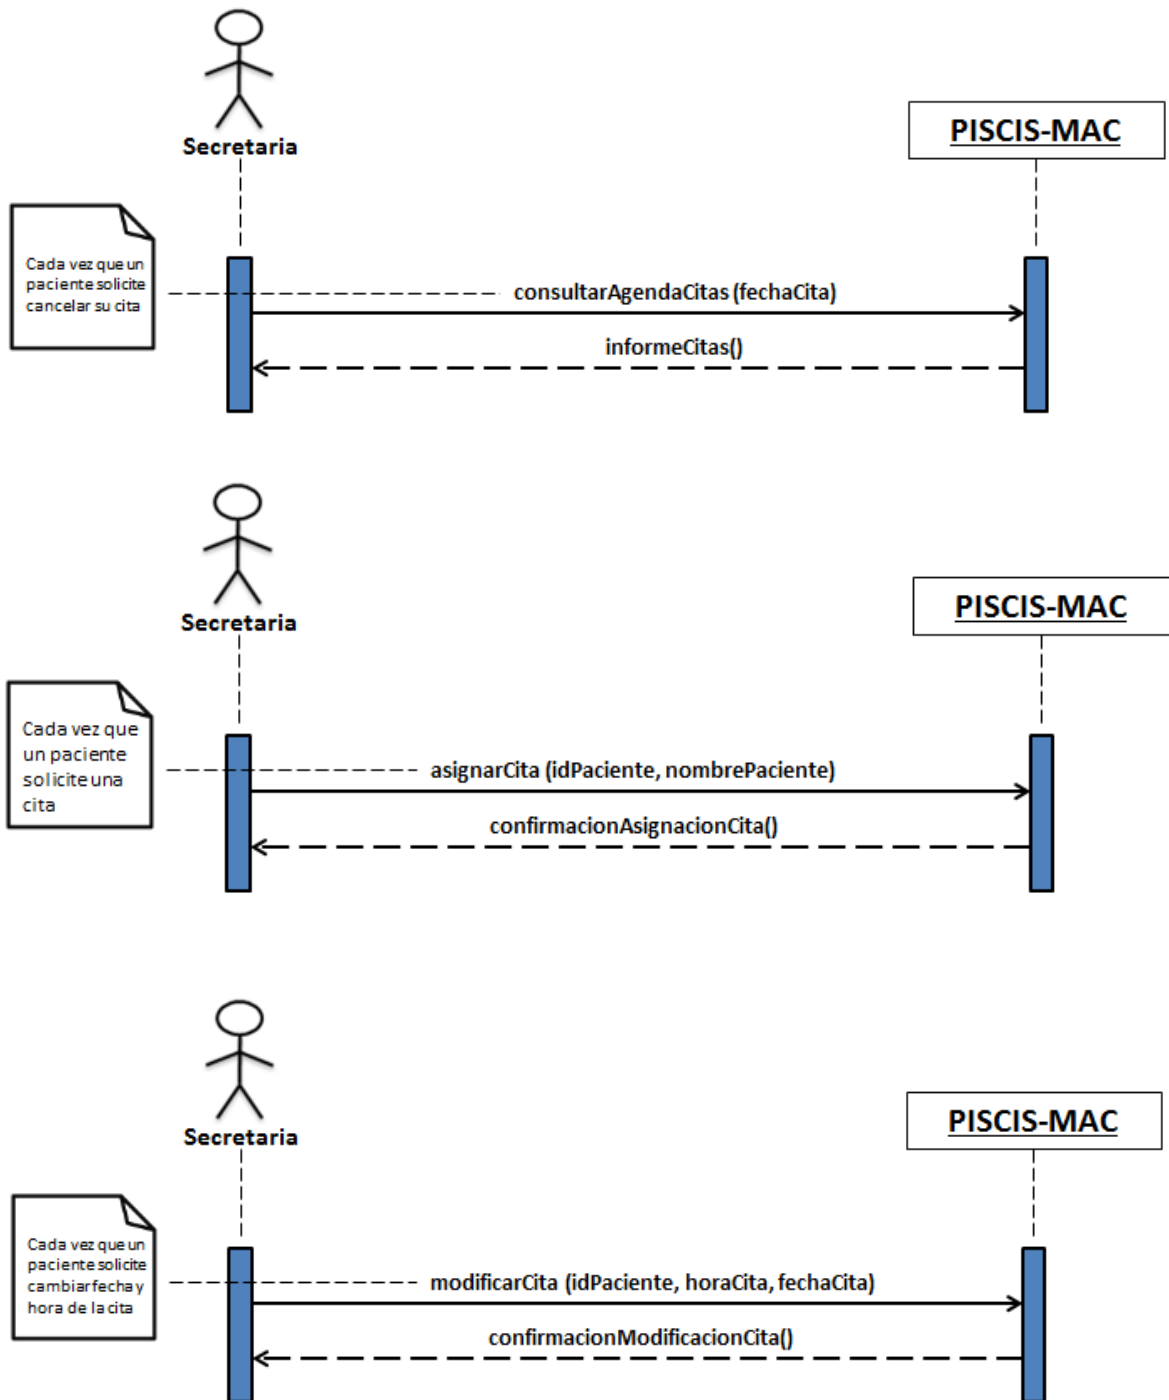 Secretaria
PISCIS-MAC
Cada vez que un
paciente solicite
cancelar su cita
consultarAgendaCitas (fechaCita)
informeCitas()
Secretaria
PISCIS-MAC
Cada vez que
un paciente
solicite una
cita
asignarCita (idPaciente, nombrePaciente)
confirmacionAsignacionCita()
Secretaria
PISCIS-MAC
Cada vez que un
paciente solicite
cambiar fecha y
hora de la cita
modificarCita (idPaciente, horaCita, fechaCita)
confirmacionModificacionCita()